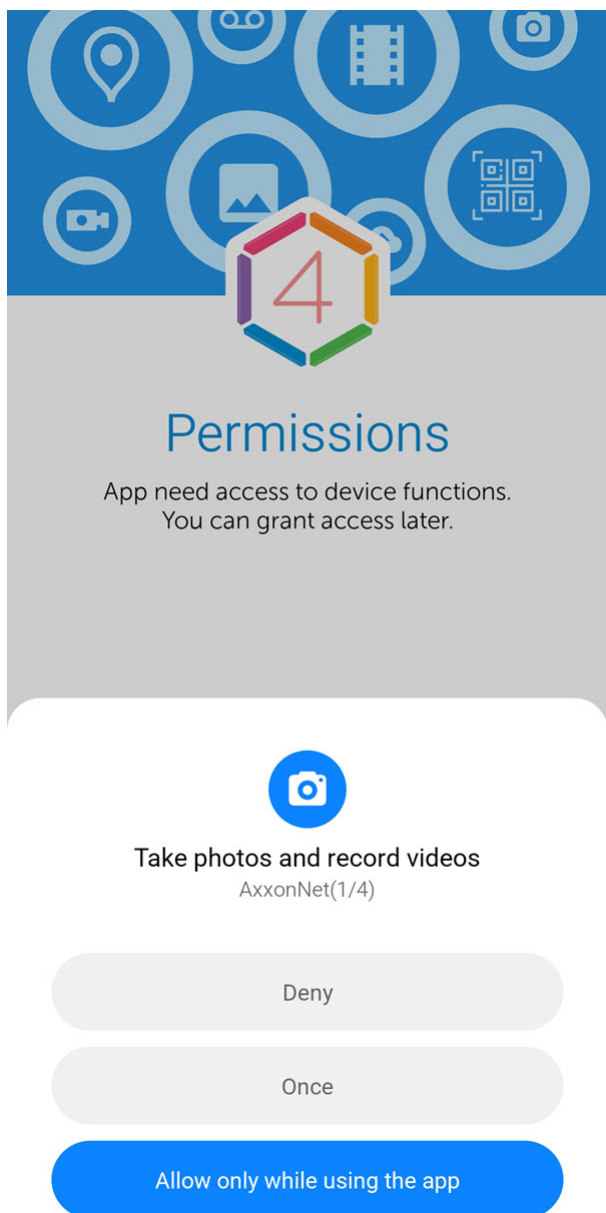 4
Permissions
App need access to device functions.
You can grant access later.
Take photos and record videos
AxxonNet(1/4)
Deny
Once
Allow only while using the app